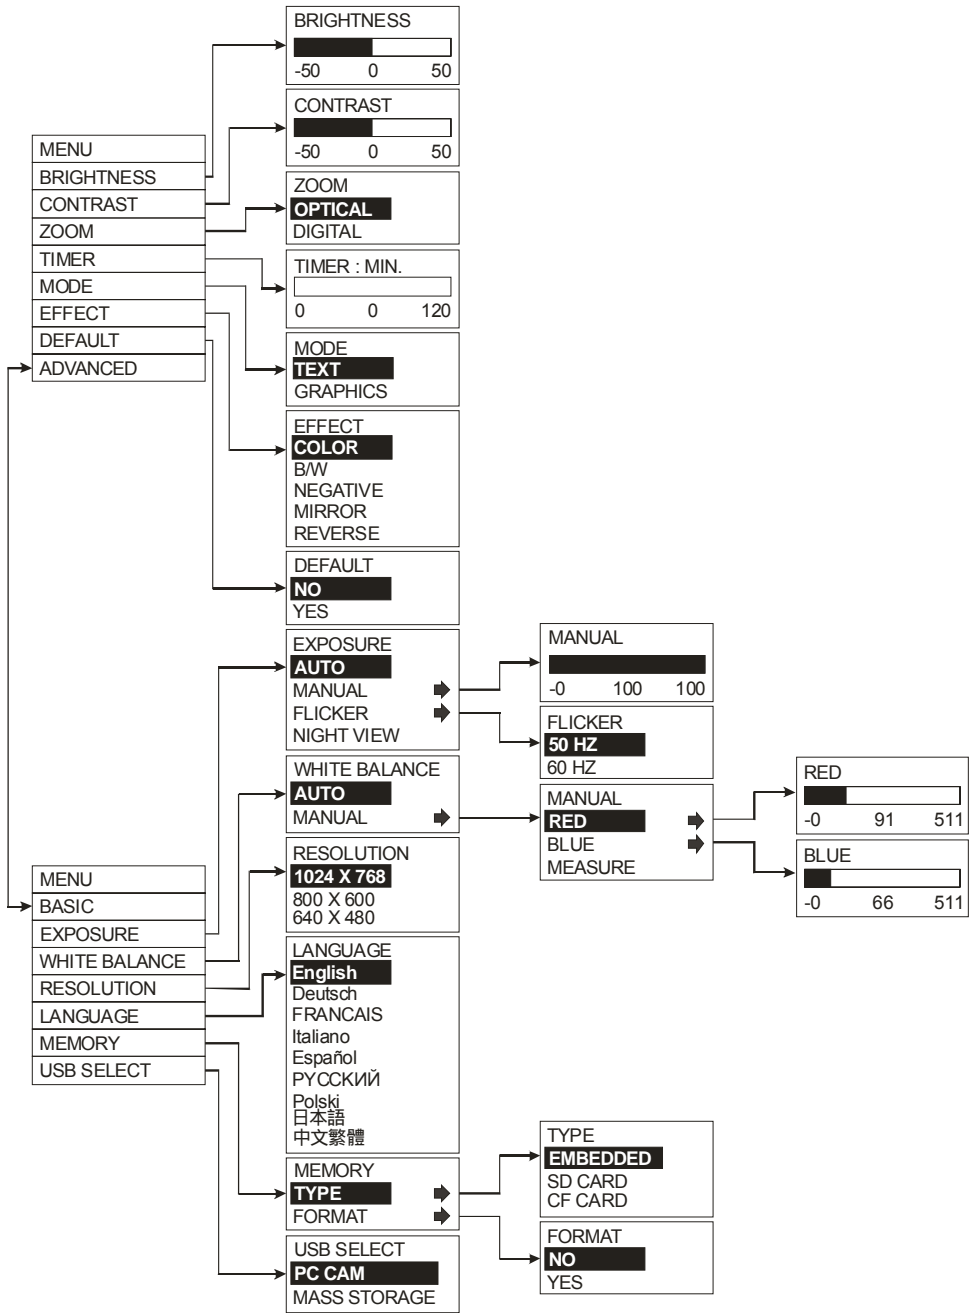 MENU
BRIGHTNESS
CONTRAST
ZOOM
TIMER
MODE
EFFECT
DEFAULT
ADVANCED
BRIGHTNESS
-50 0 50
CONTRAST
-50 0 50
ZOOM
OPTICAL
DIGITAL
TIMER : MIN.
0 0 120
MODE
TEXT
GRAPHICS
EFFECT
COLOR
B/W
NEGATIVE
MIRROR
REVERSE
DEFAULT
NO
YES
MENU
BASIC
EXPOSURE
WHITE BALANCE
RESOLUTION
LANGUAGE
MEMORY
USB SELECT
EXPOSURE
AUTO
MANUAL
FLICKER
NIGHT VIEW
MANUAL
-0 100 100
FLICKER
50 HZ
60 HZ
WHITE BALANCE
AUTO
MANUAL
MANUAL
RED
BLUE
MEASURE
RED
-0 91 511
BLUE
-0 66 511
RESOLUTION
1024 X 768
800 X 600
640 X 480
LANGUAGE
English
Deutsch
FRANCAIS
Italiano
Español
РУССКИЙ
Polski
日本語
中文繁體
MEMORY
TYPE
FORMAT
TYPE
EMBEDDED
SD CARD
CF CARD
FORMAT
NO
YES
USB SELECT
PC CAM
MASS STORAGE